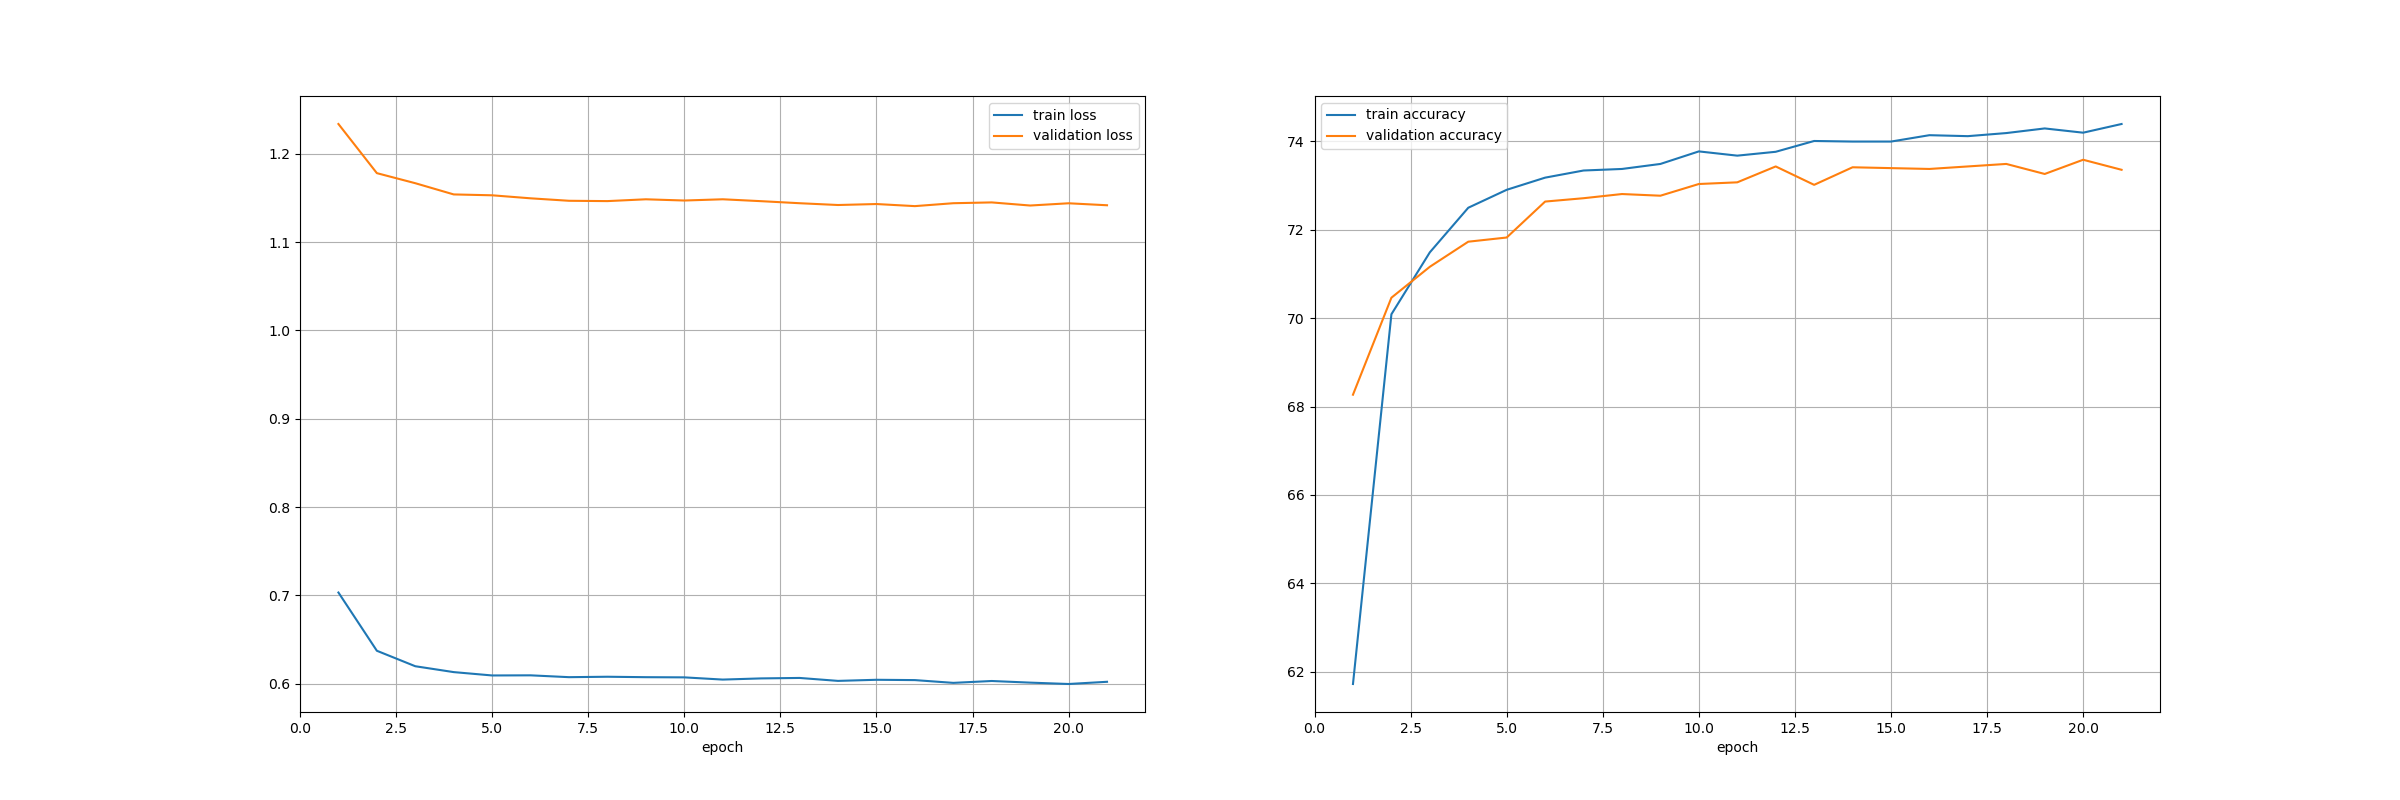 train loss
validation loss
1.2
1.1
1.0
0.9
0.8
0.7
0.6
0.0 2.5 5.0 7.5 10.0 12.5 15.0 17.5 20.0
epoch
train accuracy
validation accuracy
74
72
70
68
66
64
62
0.0 2.5 5.0 7.5 10.0 12.5 15.0 17.5 20.0
epoch